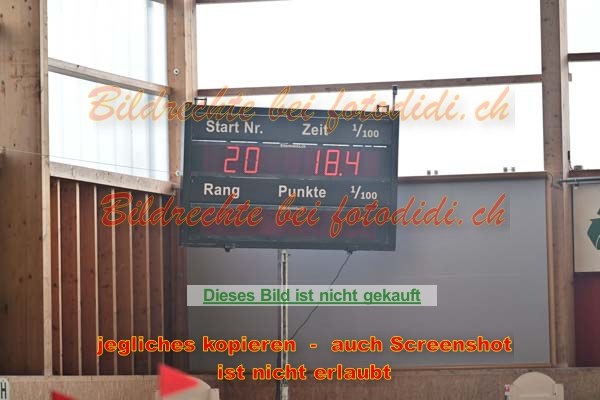 Bildrechte bei fotodidi.ch
Start Nr. Zeit 1/100
20 18.4
Rang Punkte 1/100
Bildrechte bei fotodidi.ch
Dieses Bild ist nicht gekauft
jegliches kopieren - auch Screenshot
ist nicht erlaubt
H